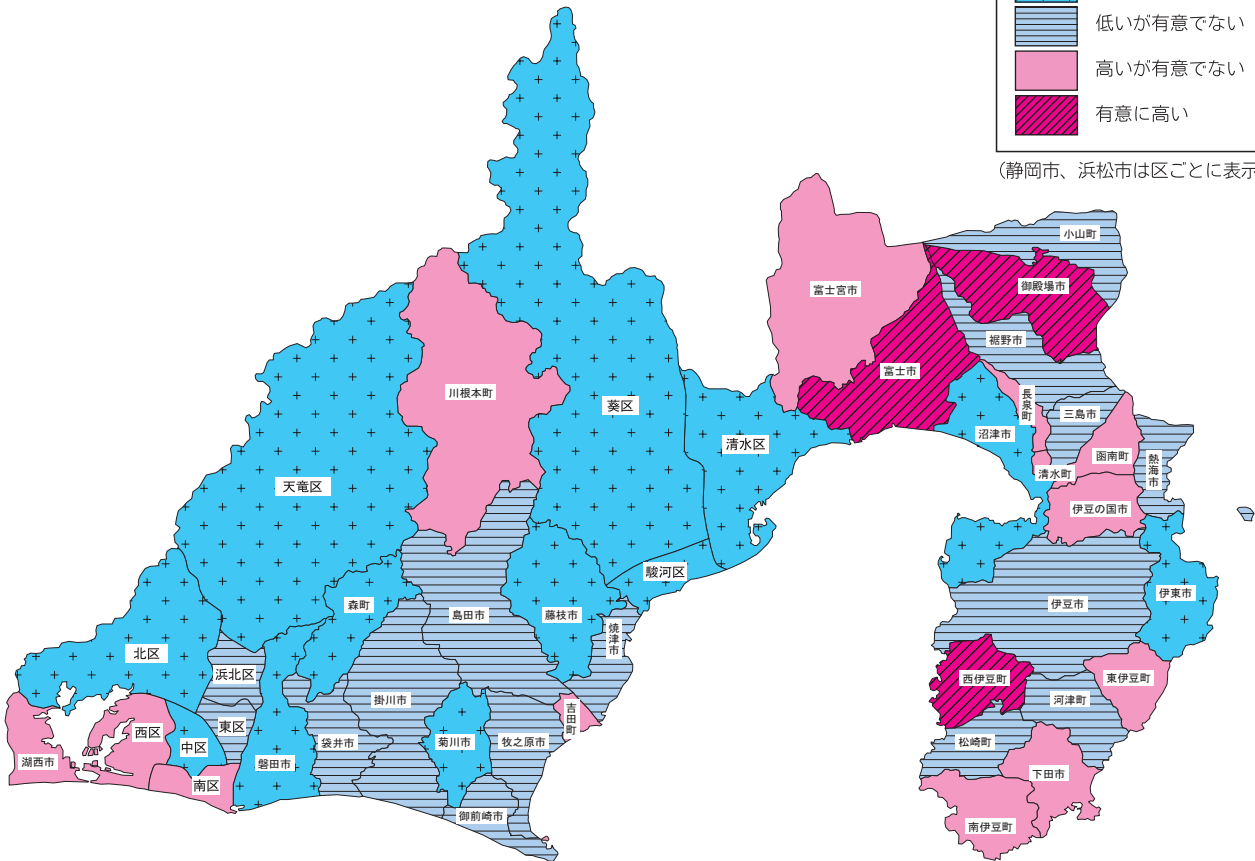 低いが有意でない
高いが有意でない
有意に高い
(静岡市、浜松市は区ごとに表示
小山町
御殿場市
富士宮市
裾野市
富士市
長泉町
川根本町
葵区
三島市
沼津市
清水区
函南町
熱海市
清水町
天竜区
伊豆の国市
駿河区
伊東市
森町
伊豆市
島田市
藤枝市
焼津市
北区
浜北区
西伊豆町
東伊豆町
掛川市
河津町
吉田町
東区
西区
中区
袋井市
菊川市
牧之原市
松崎町
湖西市
磐田市
下田市
南区
御前崎市
南伊豆町